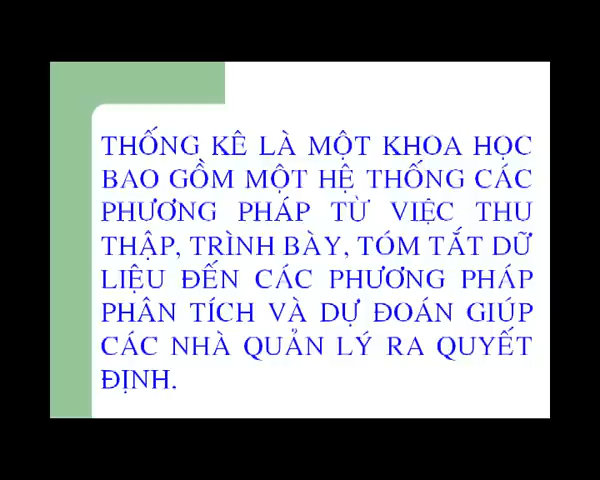 THỐNG KÊ LÀ MỘT KHOA HỌC
BAO GỒM MỘT HỆ THỐNG CÁC
PHƯƠNG PHÁP TỪ VIỆC THU
THẬP, TRÌNH BÀY, TÓM TẮT DỮ
LIỆU ĐẾN CÁC PHƯƠNG PHÁP
PHÂN TÍCH VÀ DỰ ĐOÁN GIÚP
CÁC NHÀ QUẢN LÝ RA QUYẾT
ĐỊNH.